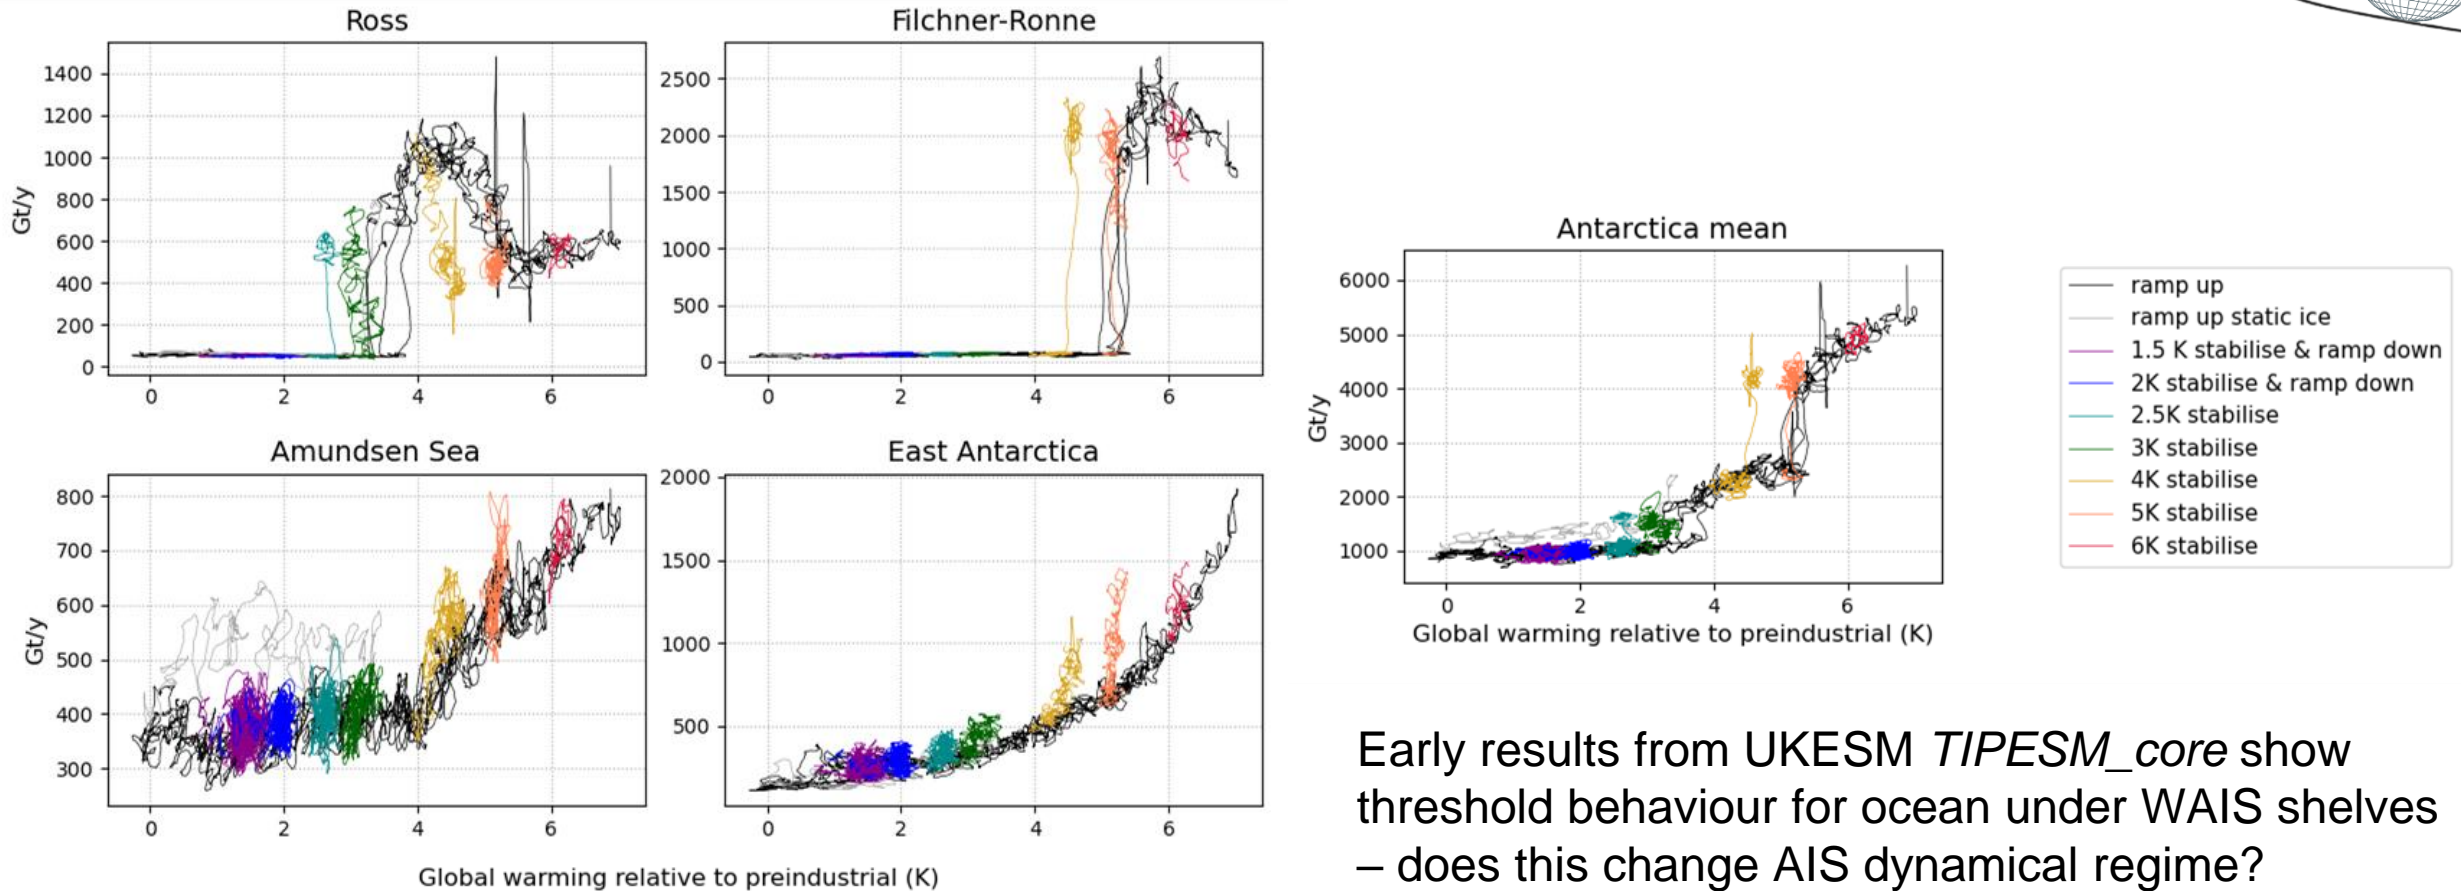 Ross
Gt/y
1400
1200
1000
800
600
400
200
0
0 2 4 6
Filchner-Ronne
2500
2000
1500
1000
500
0
0 2 4 6
Amundsen Sea
Gt/y
800
700
600
500
400
300
0 2 4 6
East Antarctica
2000
1500
1000
500
0 2 4 6
Global warming relative to preindustrial (K)
Antarctica mean
Gt/y
6000
5000
4000
3000
2000
1000
0 2 4 6
Global warming relative to preindustrial (K)
ramp up
ramp up static ice
1.5 K stabilise & ramp down
2K stabilise & ramp down
2.5K stabilise
3K stabilise
4K stabilise
5K stabilise
6K stabilise
Early results from UKESM TIPESM_core show
threshold behaviour for ocean under WAIS shelves
– does this change AIS dynamical regime?